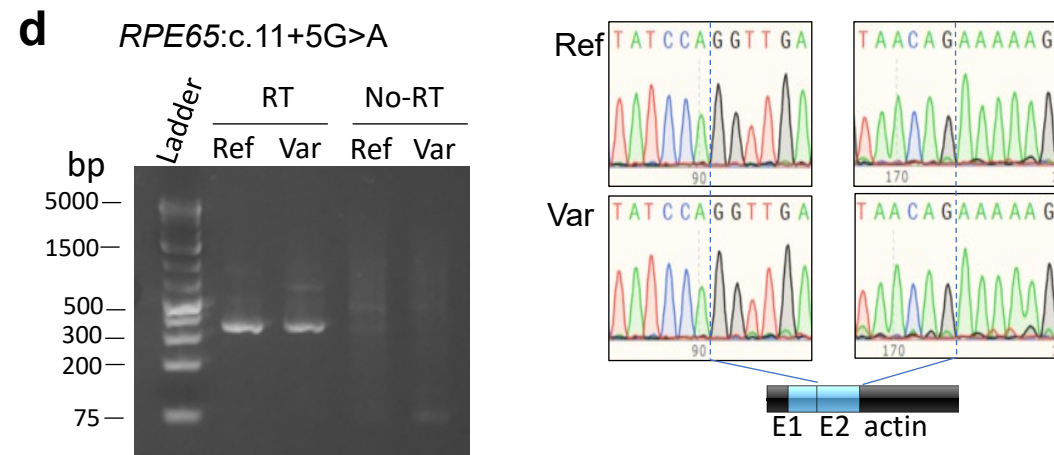 d
RPE65:c.11+5G>A
Ladder
RT No-RT
bp Ref Var Ref Var
5000
1500
500
300
200
75
Ref TATCCAGGTTGA TAACAGAAAAAG
90 170
Var TATCCAGGTTGA TAACAGAAAAAG
90 170
E1 E2 actin